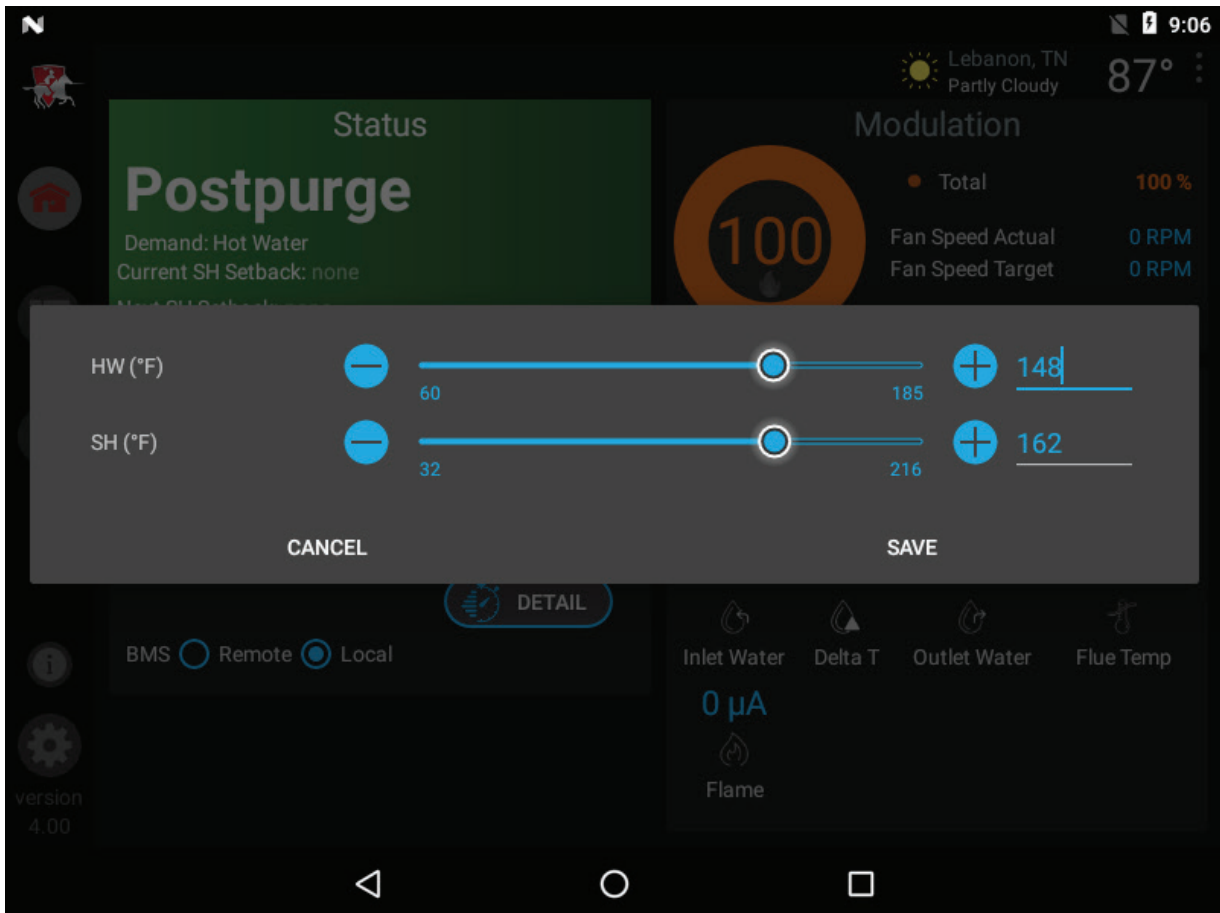 9:06
Lebanon, TN
Partly Cloudy
87°
Status
Postpurge
Demand: Hot Water
Current SH Setback: none
Modulation
100
Total 100 %
Fan Speed Actual 0 RPM
Fan Speed Target 0 RPM
HW (°F) 148
60 185
SH (°F) 162
32 216
CANCEL SAVE
DETAIL
BMS Remote Local
Inlet Water Delta T Outlet Water Flue Temp
0 µA
Flame
version
4.00